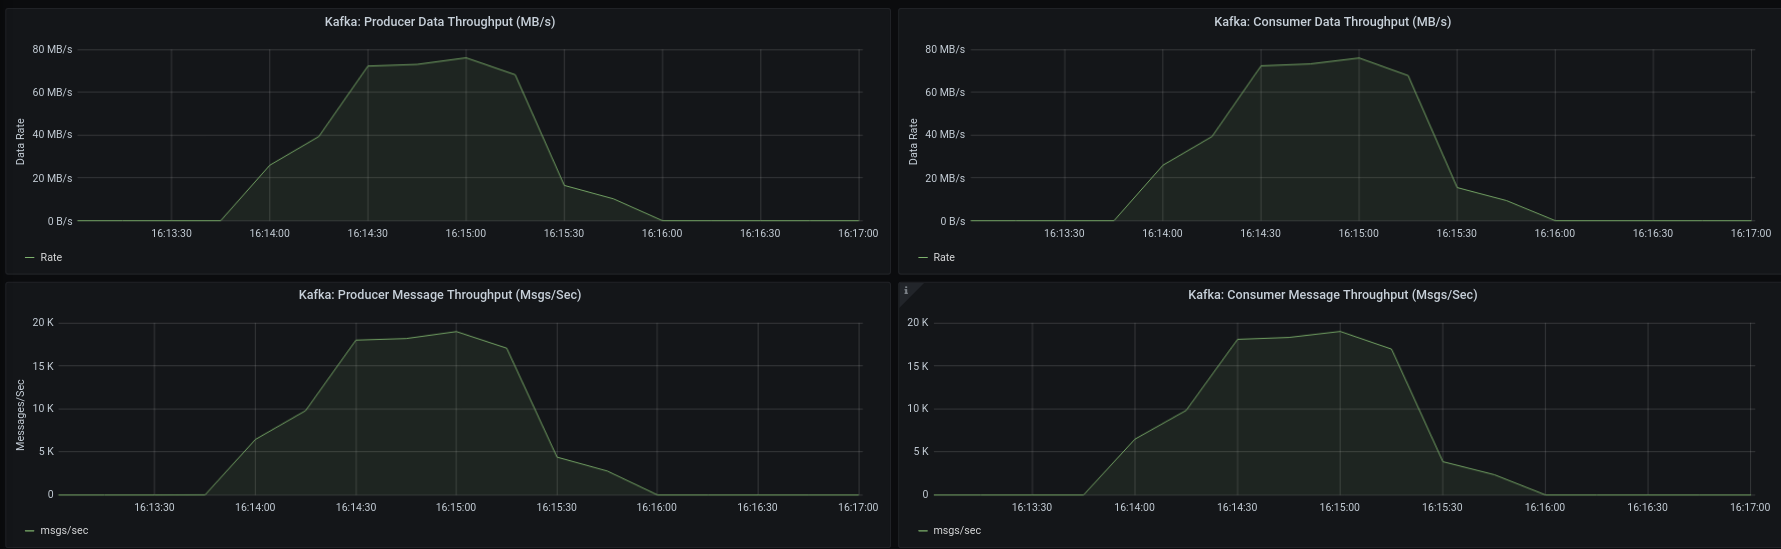 Kafka: Producer Data Throughput (MB/s)
80 MB/s
60 MB/s
40 MB/s
20 MB/s
0 B/s
Data Rate
16:13:30 16:14:00 16:14:30 16:15:00 16:15:30 16:16:00 16:16:30 16:17:00
Rate
Kafka: Consumer Data Throughput (MB/s)
80 MB/s
60 MB/s
40 MB/s
20 MB/s
0 B/s
Data Rate
16:13:30 16:14:00 16:14:30 16:15:00 16:15:30 16:16:00 16:16:30 16:17:00
Rate
Kafka: Producer Message Throughput (Msgs/Sec)
20 K
15 K
10 K
5 K
0
Messages/Sec
16:13:30 16:14:00 16:14:30 16:15:00 16:15:30 16:16:00 16:16:30 16:17:00
msgs/sec
i
Kafka: Consumer Message Throughput (Msgs/Sec)
20 K
15 K
10 K
5 K
0
16:13:30 16:14:00 16:14:30 16:15:00 16:15:30 16:16:00 16:16:30 16:17:00
msgs/sec